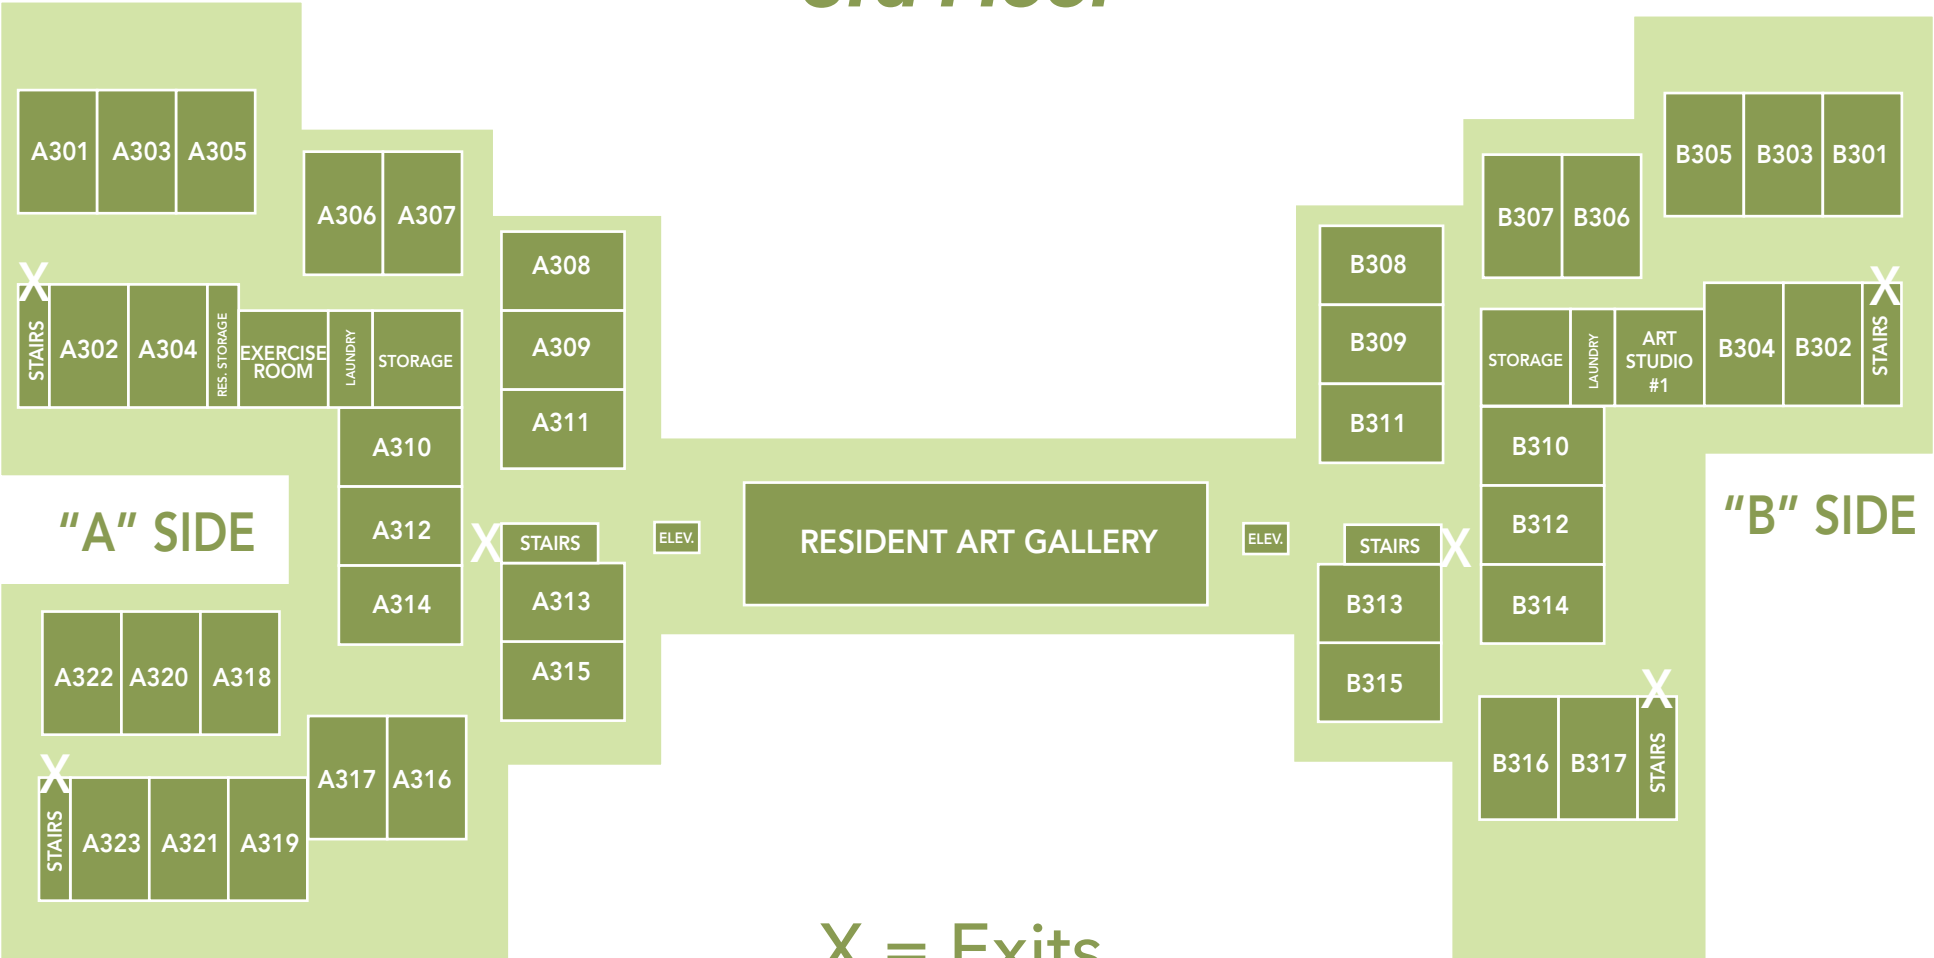 3rd Floor
A301 A303 A305
A306 A307
A308
A309
A311
X
STAIRS
A302 A304
RES. STORAGE
EXERCISE
ROOM
LAUNDRY
STORAGE
A310
A312
A314
"A" SIDE
X
STAIRS
A313
A315
ELEV.
A322 A320 A318
A317 A316
X
STAIRS
A323 A321 A319
RESIDENT ART GALLERY
ELEV.
B305 B303 B301
B307 B306
B308
B309
B311
STORAGE
LAUNDRY
ART
STUDIO
#1
B304 B302
X
STAIRS
B310
B312
B314
"B" SIDE
STAIRS
X
B313
B315
B316 B317
X
STAIRS
X = Exits